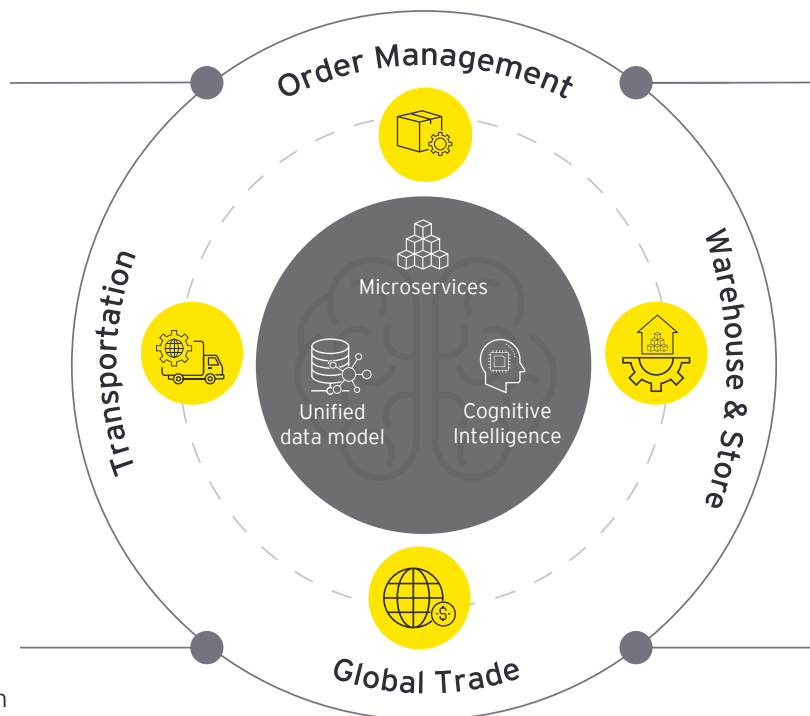 Order Management
Transportation
Warehouse & Store
Microservices
Unified
data model
Cognitive
Intelligence
$
Global Trade
n